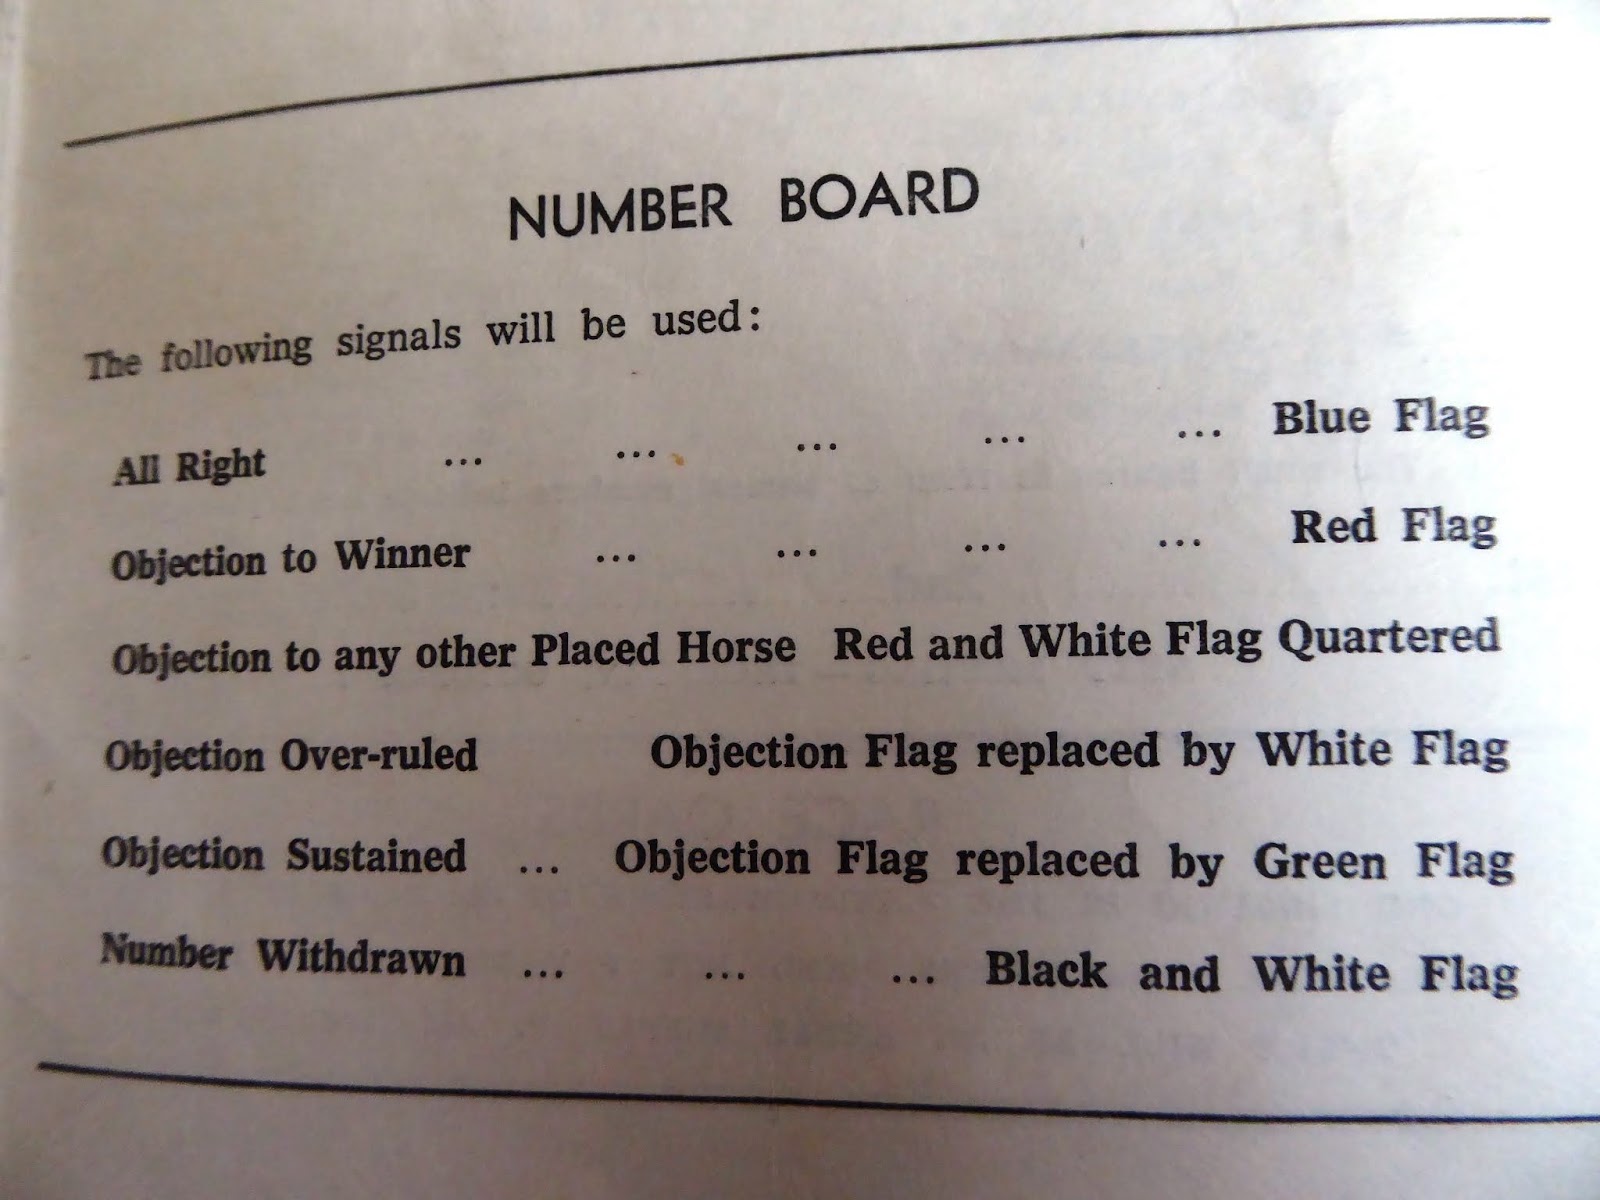 NUMBER BOARD
The following signals will be used:
All Right ... ... ... ... ... Blue Flag
Objection to Winner ... ... ... ... Red Flag
Objection to any other Placed Horse Red and White Flag Quartered
Objection Over-ruled Objection Flag replaced by White Flag
Objection Sustained ... Objection Flag replaced by Green Flag
Number Withdrawn ... ... ... Black and White Flag